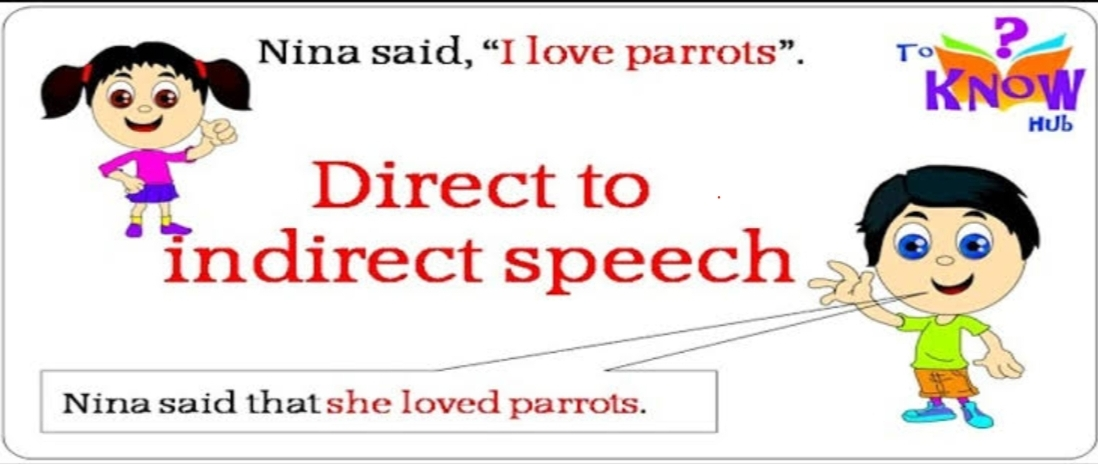 Nina said, “I love parrots”.
To
?
KNOW
HUb
Direct to
indirect speech
Nina said that she loved parrots.